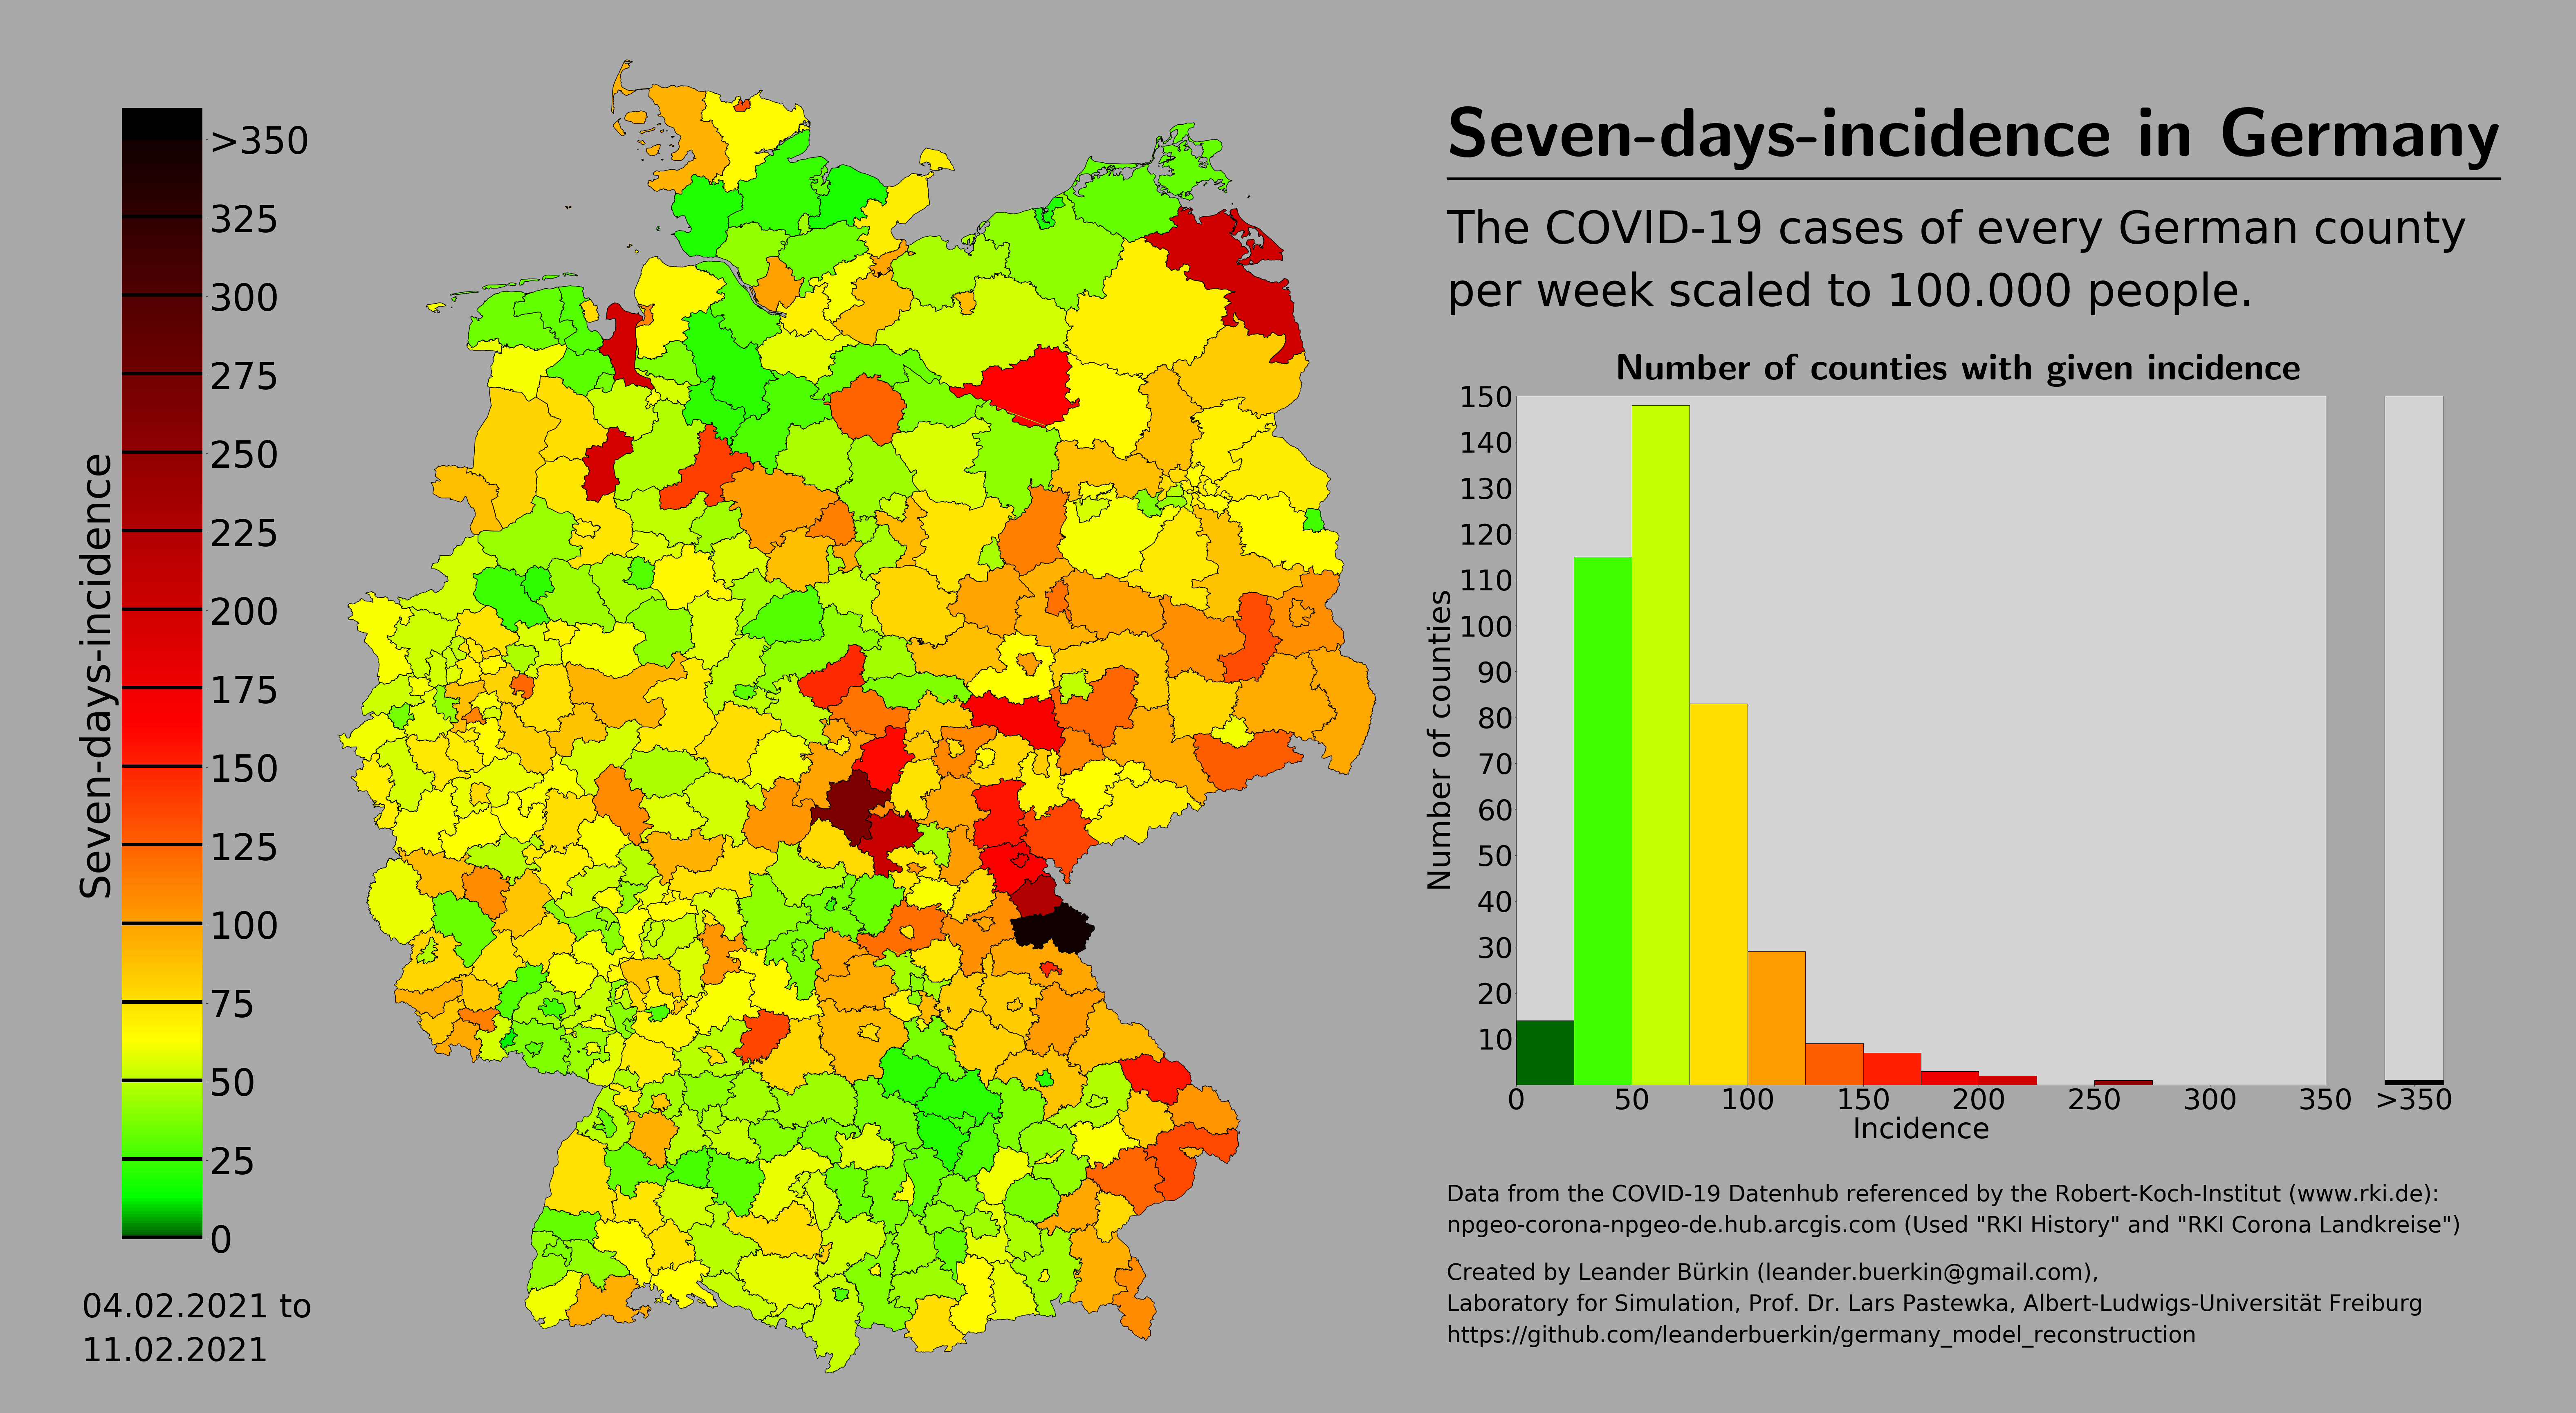 Seven-days-incidence in Germany
The COVID-19 cases of every German county
per week scaled to 100.000 people.
Seven-days-incidence
>350
325
300
275
250
225
200
175
150
125
100
75
50
25
0
04.02.2021 to
11.02.2021
Number of counties with given incidence
Number of counties
150
140
130
120
110
100
90
80
70
60
50
40
30
20
10
0 50 100 150 200 250 300 350 >350
Incidence
Data from the COVID-19 Datenhub referenced by the Robert-Koch-Institut (www.rki.de):
npgeo-corona-npgeo-de.hub.arcgis.com (Used "RKI History" and "RKI Corona Landkreise")
Created by Leander Bürkin (leander.buerkin@gmail.com),
Laboratory for Simulation, Prof. Dr. Lars Pastewka, Albert-Ludwigs-Universität Freiburg
https://github.com/leanderbuerkin/germany_model_reconstruction